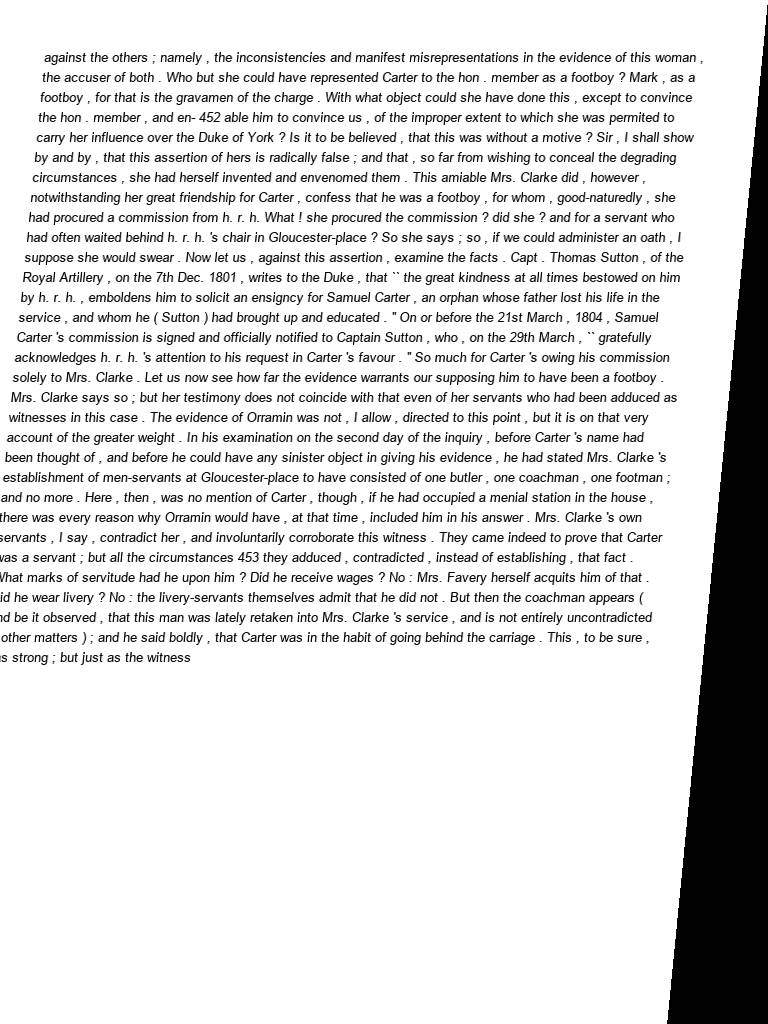 against the others ; namely , the inconsistencies and manifest misrepresentations in the evidence of this woman ,
the accuser of both . Who but she could have represented Carter to the hon . member as a footboy ? Mark , as a
footboy , for that is the gravamen of the charge . With what object could she have done this , except to convince
the hon . member , and en- 452 able him to convince us , of the improper extent to which she was permitted to
carry her influence over the Duke of York ? Is it to be believed , that this was without a motive ? Sir , I shall show
by and by , that this assertion of hers is radically false ; and that , so far from wishing to conceal the degrading
circumstances , she had herself invented and envenomed them . This amiable Mrs. Clarke did , however ,
notwithstanding her great friendship for Carter , confess that he was a footboy , for whom , good-naturedly , she
had procured a commission from h. r. h. What ! she procured the commission ? did she ? and for a servant who
had often waited behind h. r. h. 's chair in Gloucester-place ? So she says ; so , if we could administer an oath , I
suppose she would swear . Now let us , against this assertion , examine the facts . Capt . Thomas Sutton , of the
Royal Artillery , on the 7th Dec. 1801 , writes to the Duke , that `` the great kindness at all times bestowed on him
by h. r. h. , emboldens him to solicit an ensigncy for Samuel Carter , an orphan whose father lost his life in the
service , and whom he ( Sutton ) had brought up and educated . " On or before the 21st March , 1804 , Samuel
Carter 's commission is signed and officially notified to Captain Sutton , who , on the 29th March , `` gratefully
acknowledges h. r. h. 's attention to his request in Carter 's favour . " So much for Carter 's owing his commission
solely to Mrs. Clarke . Let us now see how far the evidence warrants our supposing him to have been a footboy .
Mrs. Clarke says so ; but her testimony does not coincide with that even of her servants who had been adduced as
witnesses in this case . The evidence of Orramin was not , I allow , directed to this point , but it is on that very
account of the greater weight . In his examination on the second day of the inquiry , before Carter 's name had
been thought of , and before he could have any sinister object in giving his evidence , he had stated Mrs. Clarke 's
establishment of men-servants at Gloucester-place to have consisted of one butler , one coachman , one footman ;
and no more . Here , then , was no mention of Carter , though , if he had occupied a menial station in the house ,
there was every reason why Orramin would have , at that time , included him in his answer . Mrs. Clarke 's own
servants , I say , contradict her , and involuntarily corroborate this witness . They came indeed to prove that Carter
was a servant ; but all the circumstances 453 they adduced , contradicted , instead of establishing , that fact .
What marks of servitude had he upon him ? Did he receive wages ? No : Mrs. Favery herself acquits him of that .
he wear livery ? No : the livery-servants themselves admit that he did not . But then the coachman appears (
be it observed , that this man was lately retaken into Mrs. Clarke 's service , and is not entirely uncontradicted
other matters ) ; and he said boldly , that Carter was in the habit of going behind the carriage . This , to be sure ,
strong ; but just as the witness